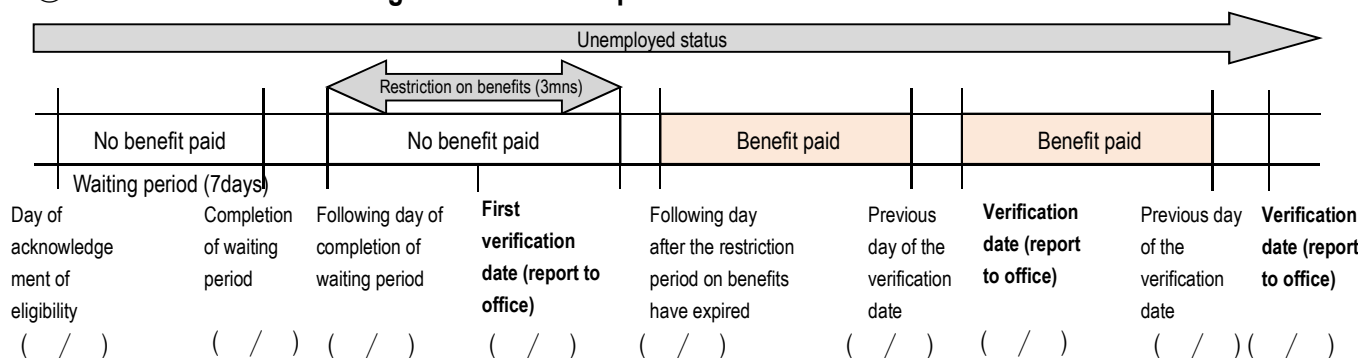 Unemployed status
Restriction on benefits (3mns)
No benefit paid
No benefit paid
Benefit paid
Benefit paid
Waiting period (7days)
Day of
acknowledge
ment of
eligibility
( / )
Completion
of waiting
period
( / )
Following day of
completion of
waiting period
( / )
First
verification
date (report to
office)
( / )
Following day
after the restriction
period on benefits
have expired
( / )
Previous
day of the
verification
date
( / )
Verification
date (report
to office)
( / )
Previous day
of the
verification
date
( / )
Verification
date (report
to office)
( / )